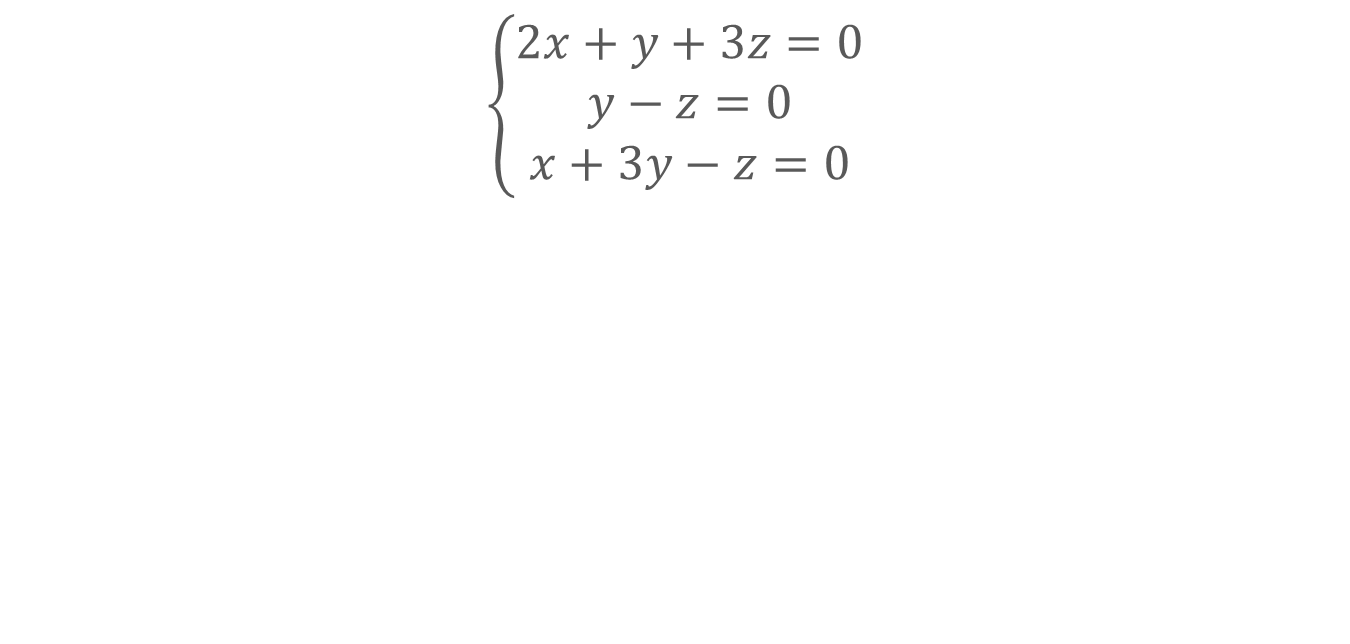 2x + y + 3z = 0
y − z = 0
x + 3y − z = 0